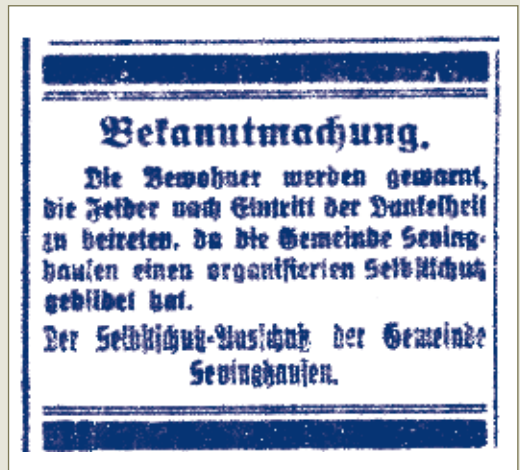 Bekanntmachung.
Die Bewohner werden gewarnt,
die Felder nach Eintritt der Dunkelheit
zu betreten, da die Gemeinde Seving-
hausen einen organisierten Selbstschutz
gebildet hat.
Der Selbstschutz-Ausschuß der Gemeinde
Sevinghausen.